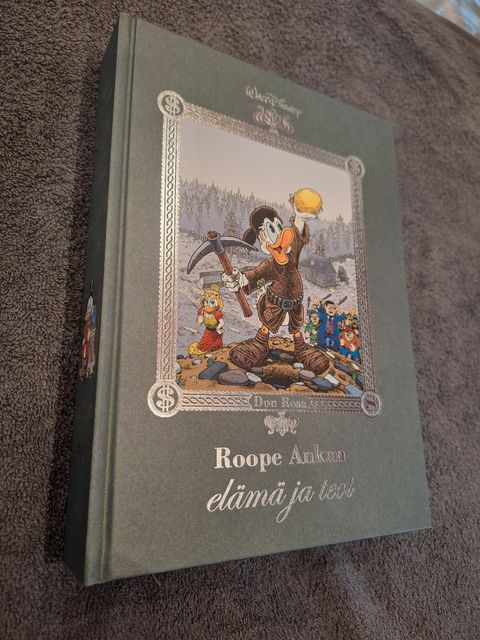 Walt Disney
Don Rosa
Roope Ankan
elämä ja teot